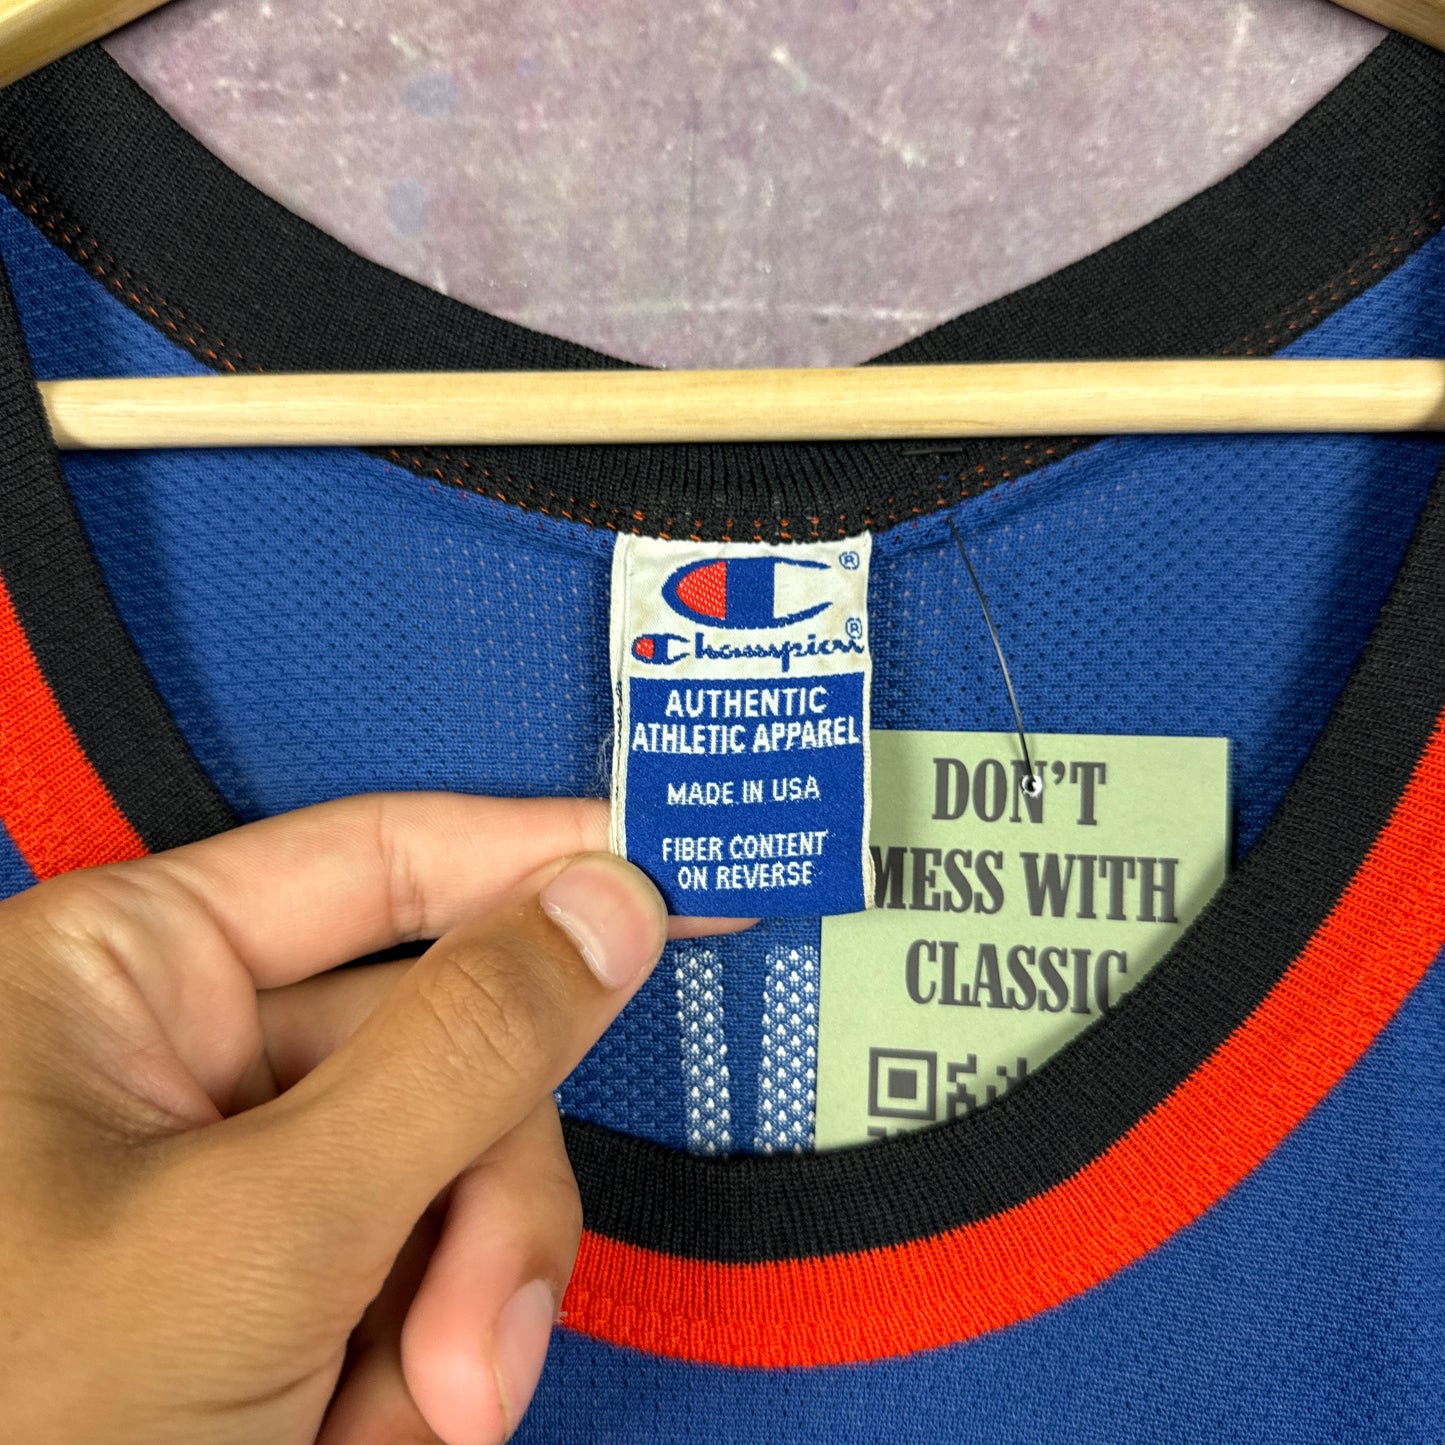 ®
Champion®
AUTHENTIC
ATHLETIC APPAREL
MADE IN USA
FIBER CONTENT
ON REVERSE
DON'T
MESS WITH
CLASSIC